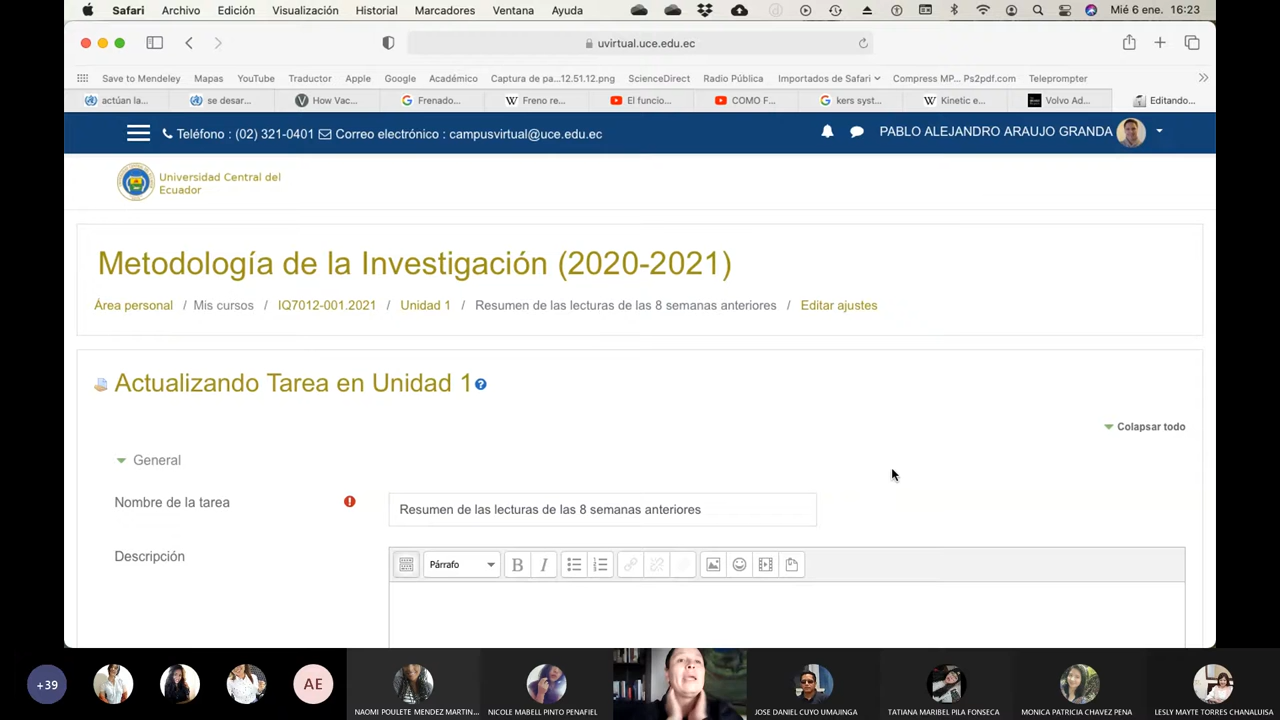 Safari Archivo Edición Visualización Historial Marcadores Ventana Ayuda Mié 6 ene. 16:23
uvirtual.uce.edu.ec
Save to Mendeley Mapas YouTube Traductor Apple Google Académico Captura de pa...12.51.12.png ScienceDirect Radio Pública Importados de Safari Compress MP... Ps2pdf.com Teleprompter
actúan la... se desar... How Vac... Frenado... Freno re... El funcio... COMO F... kers syst... Kinetic e... Volvo Ad... Editando...
Teléfono : (02) 321-0401 Correo electrónico : campusvirtual@uce.edu.ec PABLO ALEJANDRO ARAUJO GRANDA
Universidad Central del
Ecuador
Metodología de la Investigación (2020-2021)
Área personal / Mis cursos / IQ7012-001.2021 / Unidad 1 / Resumen de las lecturas de las 8 semanas anteriores / Editar ajustes
Actualizando Tarea en Unidad 1
Colapsar todo
General
Nombre de la tarea Resumen de las lecturas de las 8 semanas anteriores
Descripción Párrafo B I
+39 AE
NAOMI POULETE MENDEZ MARTIN... NICOLE MABELL PINTO PEÑAFIEL JOSE DANIEL CUYO UMAJINGA TATIANA MARIBEL PILA FONSECA MONICA PATRICIA CHAVEZ PENA LESLY MAYTE TORRES CHANALUISA